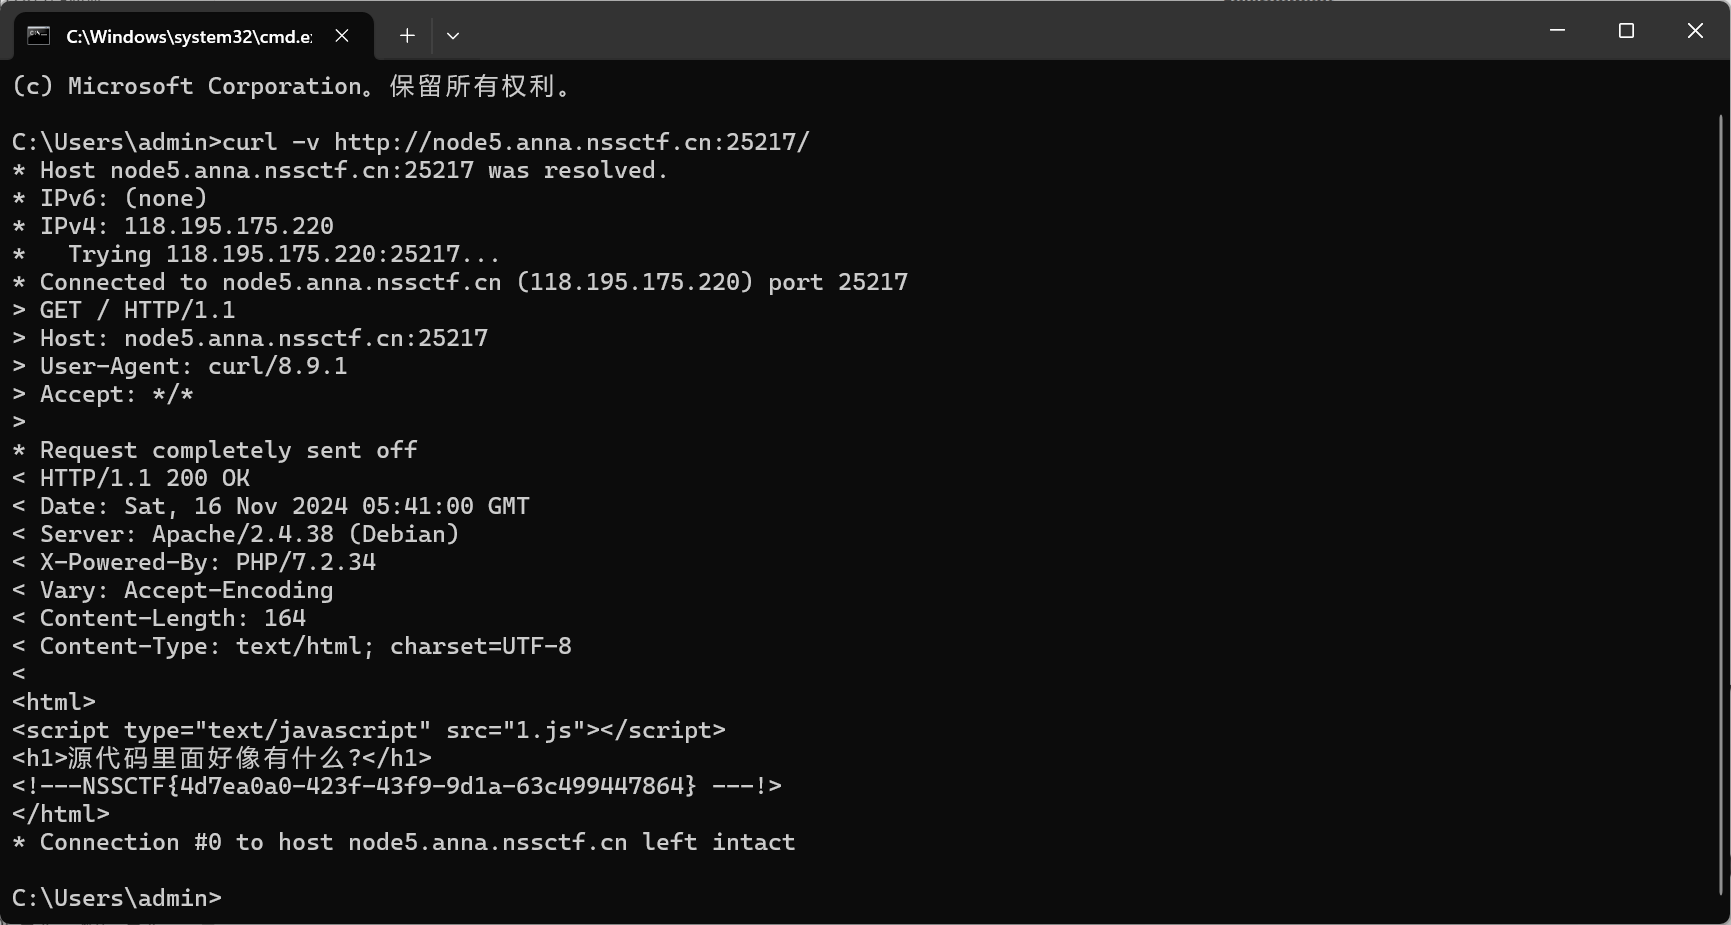 C:\Windows\system32\cmd.e
(c) Microsoft Corporation。保留所有权利。
C:\Users\admin>curl -v http://node5.anna.nssctf.cn:25217/
* Host node5.anna.nssctf.cn:25217 was resolved.
* IPv6: (none)
* IPv4: 118.195.175.220
*   Trying 118.195.175.220:25217...
* Connected to node5.anna.nssctf.cn (118.195.175.220) port 25217
> GET / HTTP/1.1
> Host: node5.anna.nssctf.cn:25217
> User-Agent: curl/8.9.1
> Accept: */*
>
* Request completely sent off
< HTTP/1.1 200 OK
< Date: Sat, 16 Nov 2024 05:41:00 GMT
< Server: Apache/2.4.38 (Debian)
< X-Powered-By: PHP/7.2.34
< Vary: Accept-Encoding
< Content-Length: 164
< Content-Type: text/html; charset=UTF-8
<
<html>
<script type="text/javascript" src="1.js"></script>
<h1>源代码里面好像有什么?</h1>
<!---NSSCTF{4d7ea0a0-423f-43f9-9d1a-63c499447864} ---!>
</html>
* Connection #0 to host node5.anna.nssctf.cn left intact
C:\Users\admin>